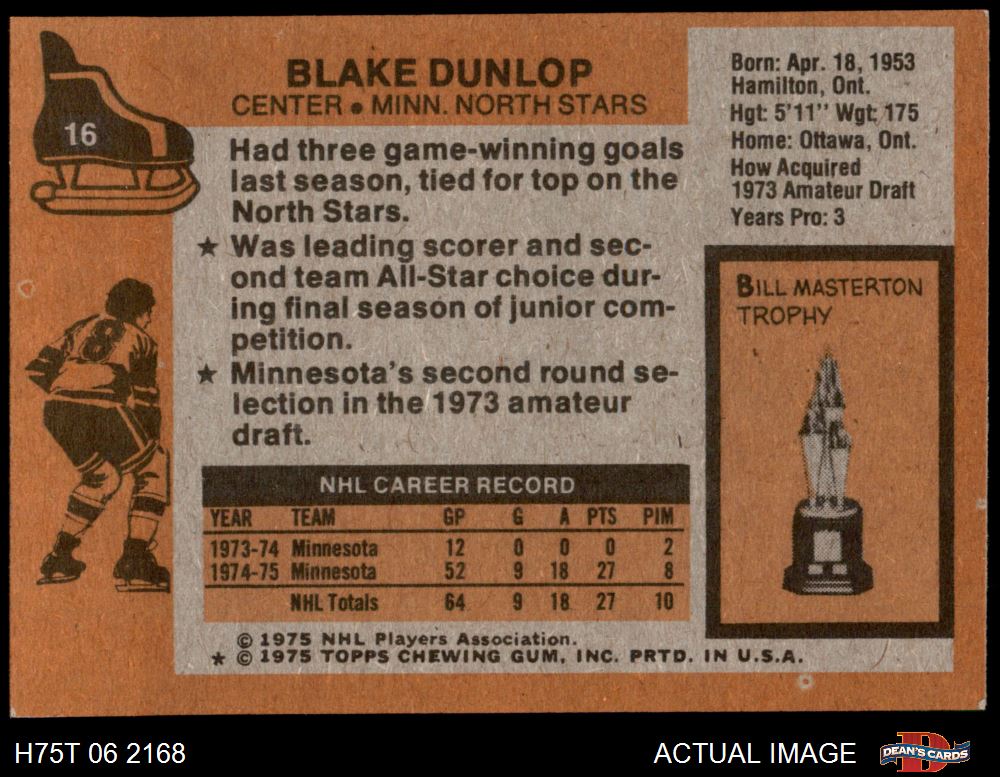 16
BLAKE DUNLOP
CENTER • MINN. NORTH STARS
Had three game-winning goals
last season, tied for top on the
North Stars.
★ Was leading scorer and sec-
ond team All-Star choice dur-
ing final season of junior com-
petition.
★ Minnesota's second round se-
lection in the 1973 amateur
draft.
Born: Apr. 18, 1953
Hamilton, Ont.
Hgt: 5'11'' Wgt: 175
Home: Ottawa, Ont.
How Acquired
1973 Amateur Draft
Years Pro: 3
8
BILL MASTERTON
TROPHY
NHL CAREER RECORD
YEAR TEAM GP G A PTS PIM
1973-74 Minnesota 12 0 0 0 2
1974-75 Minnesota 52 9 18 27 8
NHL Totals 64 9 18 27 10
© 1975 NHL Players Association.
★ © 1975 TOPPS CHEWING GUM, INC. PRTD. IN U.S.A.
H75T 06 2168
ACTUAL IMAGE
D
DEAN'S CARDS